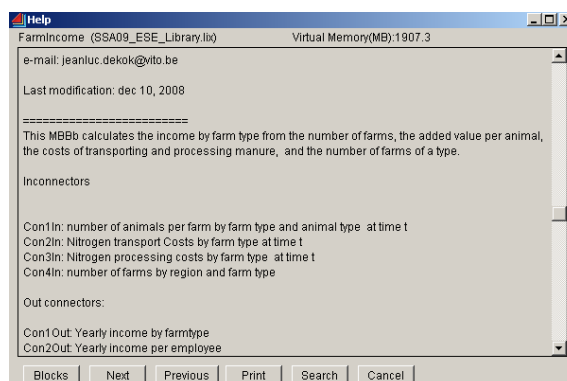 Help
FarmIncome (SSA09_ESE_Library.lix) Virtual Memory(MB):1907.3
e-mail: jeanluc.dekok@vito.be
Last modification: dec 10, 2008
==========================
This MBBb calculates the income by farm type from the number of farms, the added value per animal,
the costs of transporting and processing manure, and the number of farms of a type.
Inconnectors
Con1In: number of animals per farm by farm type and animal type at time t
Con2In: Nitrogen transport Costs by farm type at time t
Con3In: Nitrogen processing costs by farm type at time t
Con4In: number of farms by region and farm type
Out connectors:
Con1Out: Yearly income by farmtype
Con2Out: Yearly income per employee
Blocks Next Previous Print Search Cancel